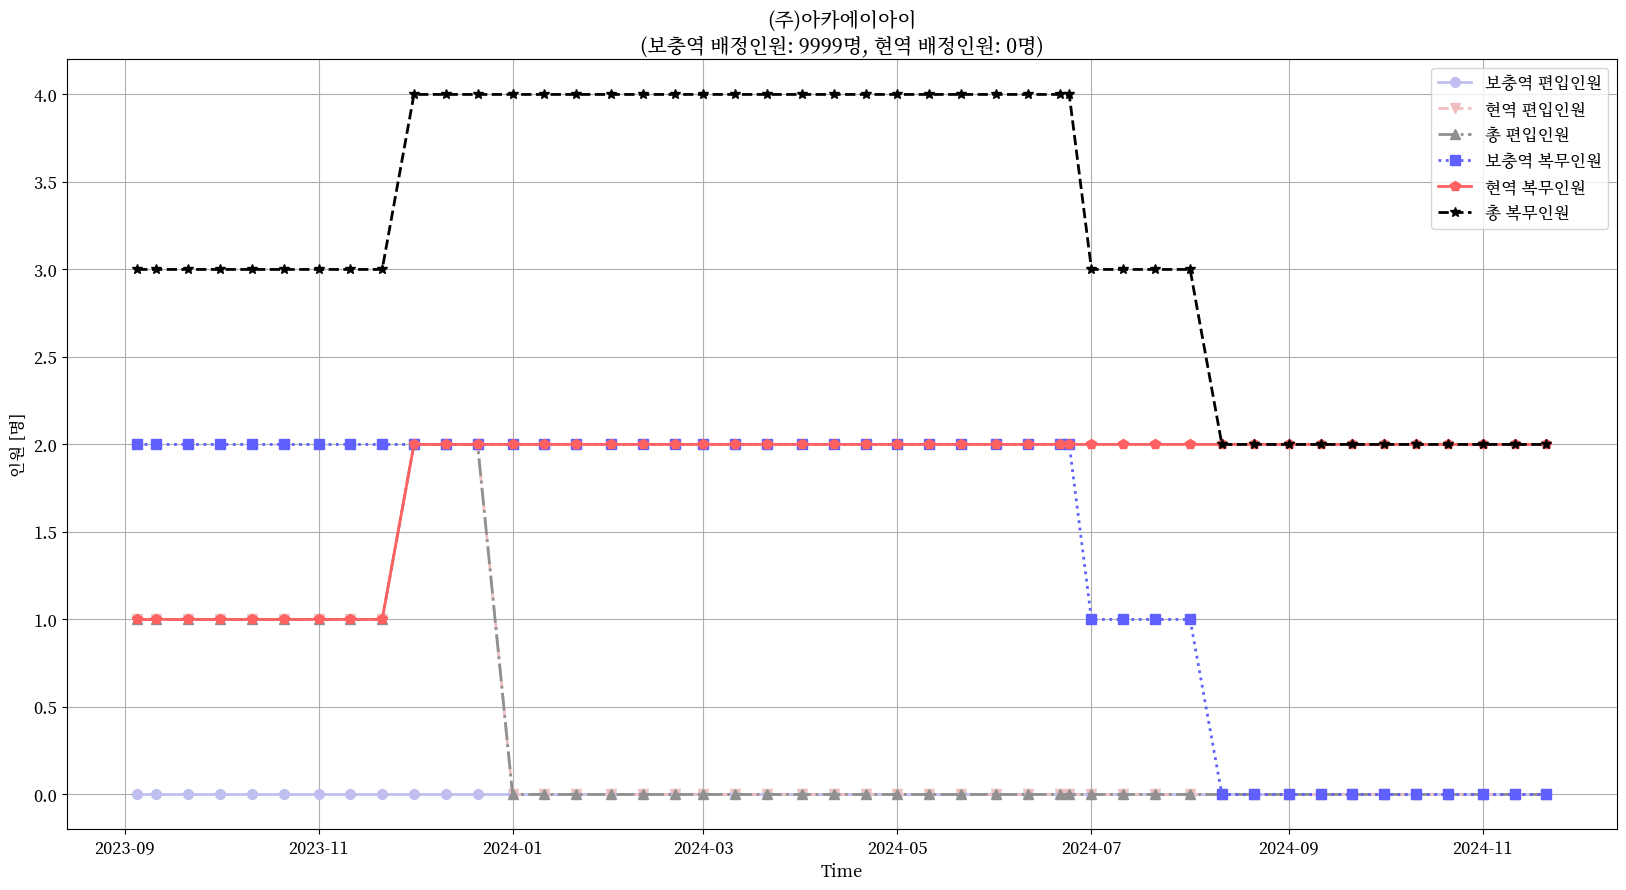 (주)아카에이아이
(보충역 배정인원: 9999명, 현역 배정인원: 0명)
보충역 편입인원
현역 편입인원
총 편입인원
보충역 복무인원
현역 복무인원
총 복무인원
인원 [명]
4.0
3.5
3.0
2.5
2.0
1.5
1.0
0.5
0.0
2023-09
2023-11
2024-01
2024-03
2024-05
2024-07
2024-09
2024-11
Time